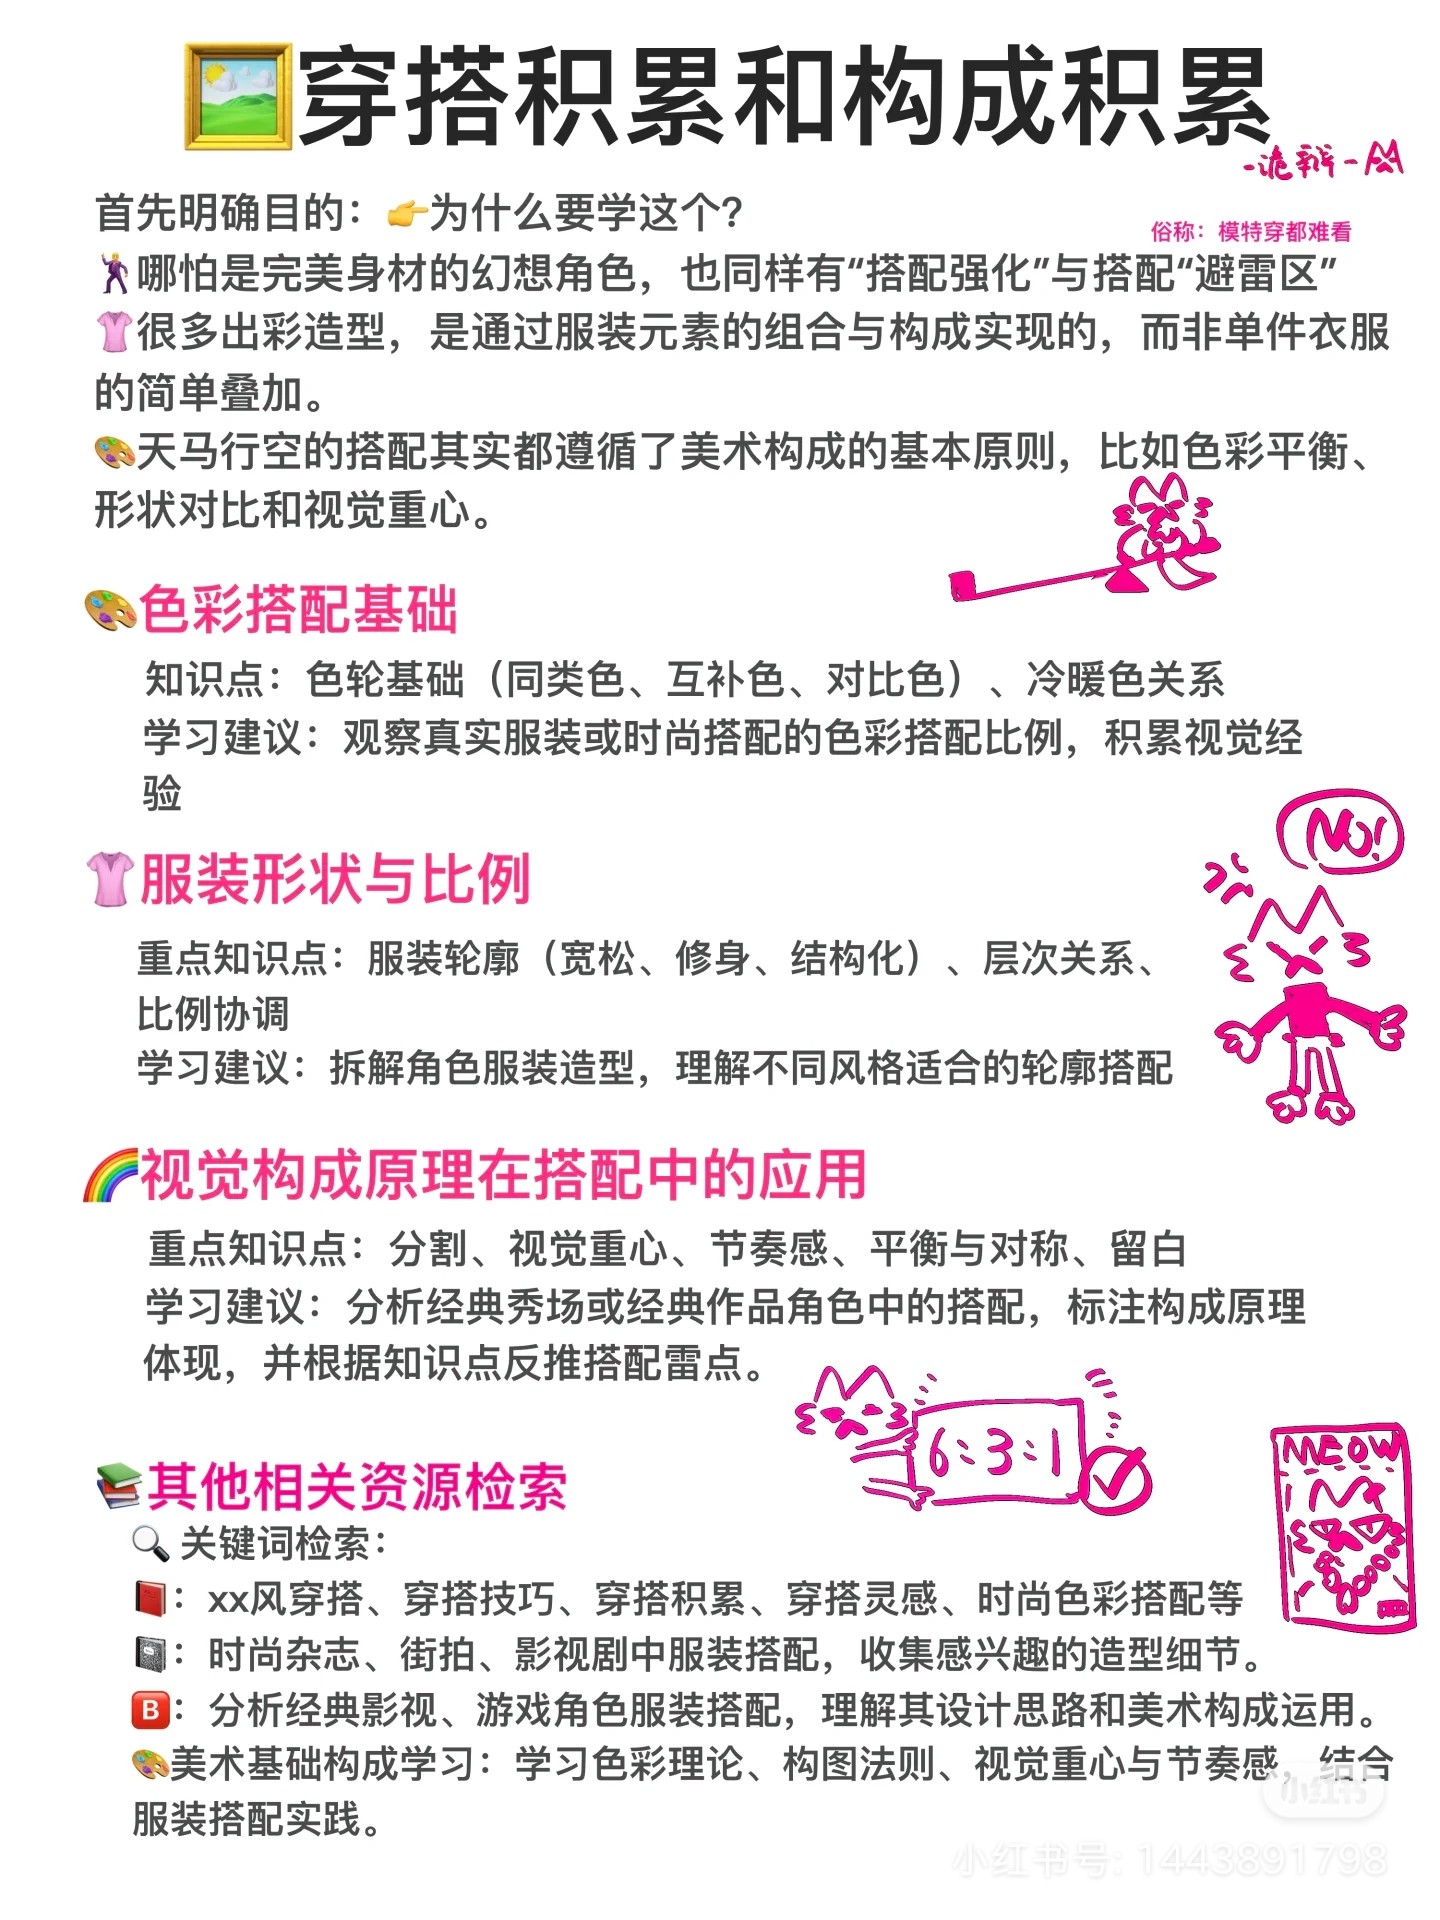 穿搭积累和构成积累
-诡辩-
首先明确目的：👉为什么要学这个？
俗称：模特穿都难看
哪怕是完美身材的幻想角色，也同样有“搭配强化”与搭配“避雷区”
很多出彩造型，是通过服装元素的组合与构成实现的，而非单件衣服
的简单叠加。
天马行空的搭配其实都遵循了美术构成的基本原则，比如色彩平衡、
形状对比和视觉重心。
色彩搭配基础
知识点：色轮基础（同类色、互补色、对比色）、冷暖色关系
学习建议：观察真实服装或时尚搭配的色彩搭配比例，积累视觉经
验
NO!
服装形状与比例
重点知识点：服装轮廓（宽松、修身、结构化）、层次关系、
比例协调
学习建议：拆解角色服装造型，理解不同风格适合的轮廓搭配
视觉构成原理在搭配中的应用
重点知识点：分割、视觉重心、节奏感、平衡与对称、留白
学习建议：分析经典秀场或经典作品角色中的搭配，标注构成原理
体现，并根据知识点反推搭配雷点。
6:3:1
MEOW
其他相关资源检索
关键词检索：
：xx风穿搭、穿搭技巧、穿搭积累、穿搭灵感、时尚色彩搭配等
：时尚杂志、街拍、影视剧中服装搭配，收集感兴趣的造型细节。
B：分析经典影视、游戏角色服装搭配，理解其设计思路和美术构成运用。
美术基础构成学习：学习色彩理论、构图法则、视觉重心与节奏感，结合
服装搭配实践。
小红书
小红书号：1443891798